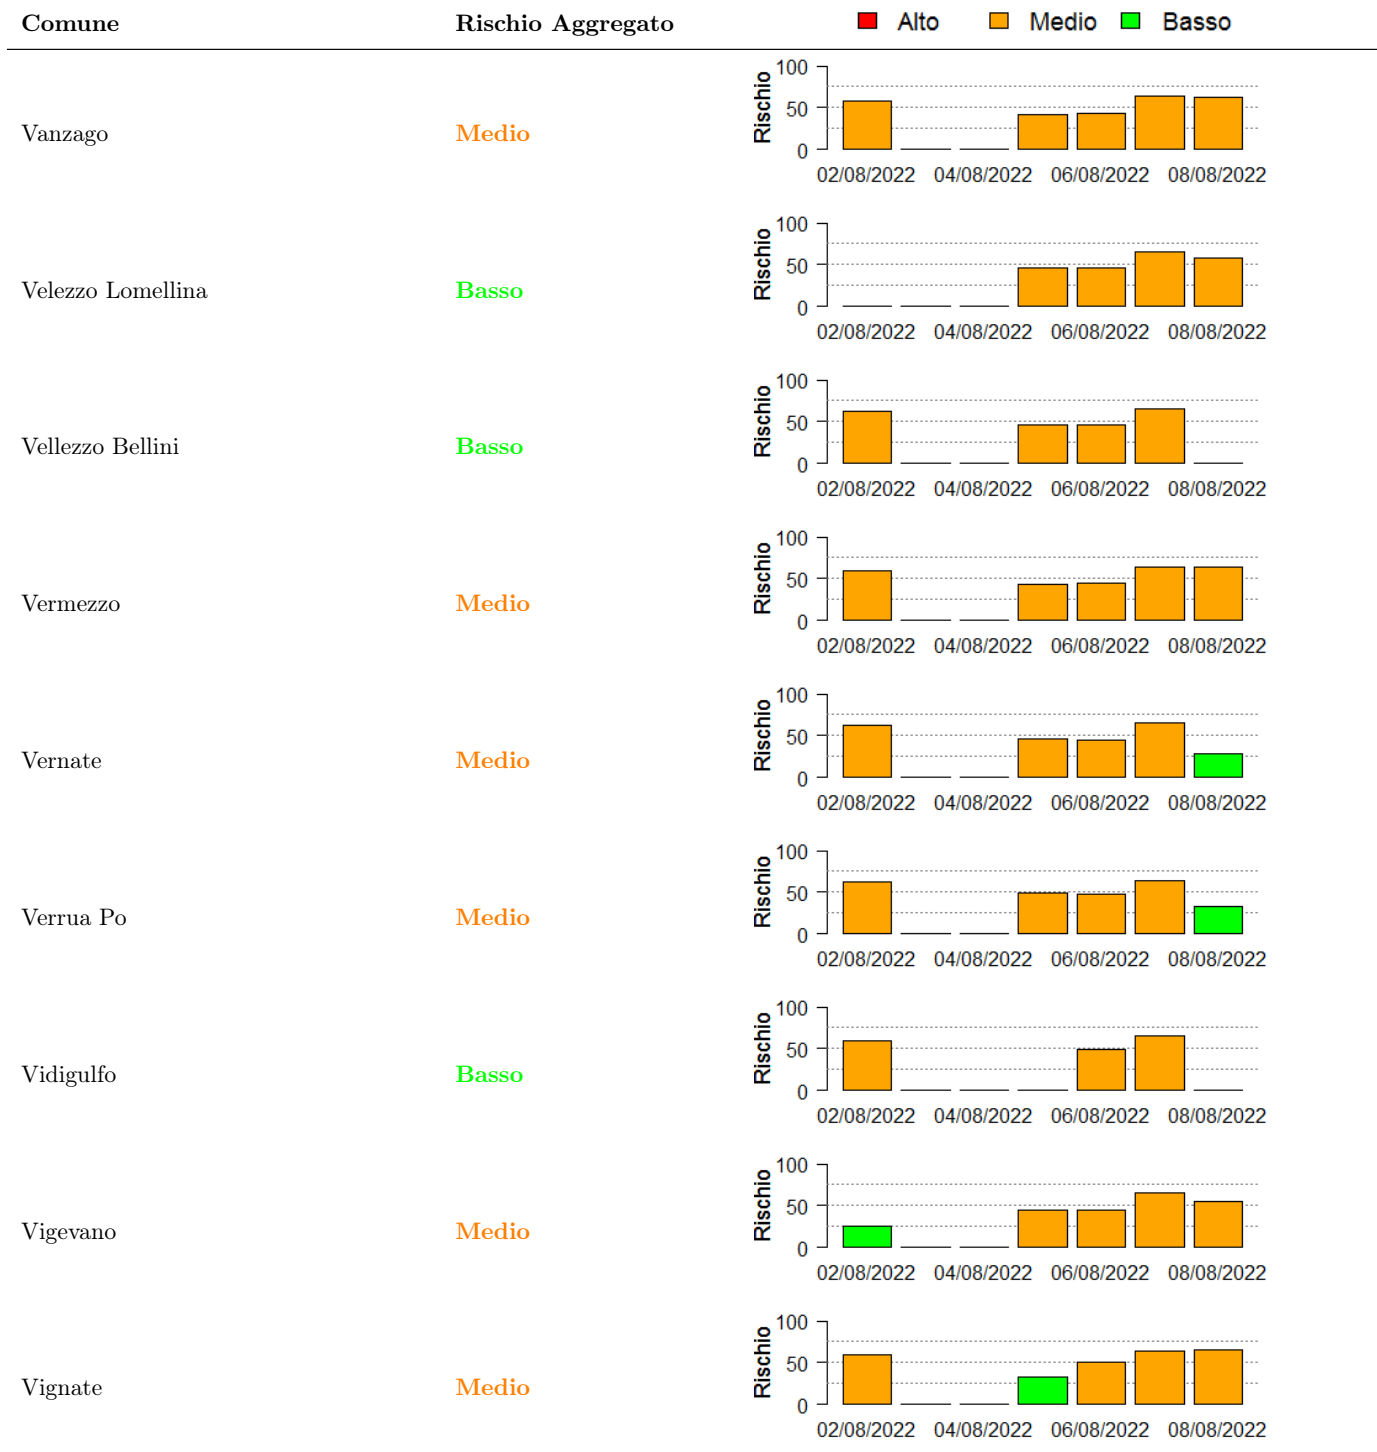 Comune Rischio Aggregato Alto Medio Basso
100
50
0
Rischio
Vanzago Medio
02/08/2022 04/08/2022 06/08/2022 08/08/2022
100
50
0
Rischio
Velezzo Lomellina Basso
02/08/2022 04/08/2022 06/08/2022 08/08/2022
100
50
0
Rischio
Vellezzo Bellini Basso
02/08/2022 04/08/2022 06/08/2022 08/08/2022
100
50
0
Rischio
Vermezzo Medio
02/08/2022 04/08/2022 06/08/2022 08/08/2022
100
50
0
Rischio
Vernate Medio
02/08/2022 04/08/2022 06/08/2022 08/08/2022
100
50
0
Rischio
Verrua Po Medio
02/08/2022 04/08/2022 06/08/2022 08/08/2022
100
50
0
Rischio
Vidigulfo Basso
02/08/2022 04/08/2022 06/08/2022 08/08/2022
100
50
0
Rischio
Vigevano Medio
02/08/2022 04/08/2022 06/08/2022 08/08/2022
100
50
0
Rischio
Vignate Medio
02/08/2022 04/08/2022 06/08/2022 08/08/2022